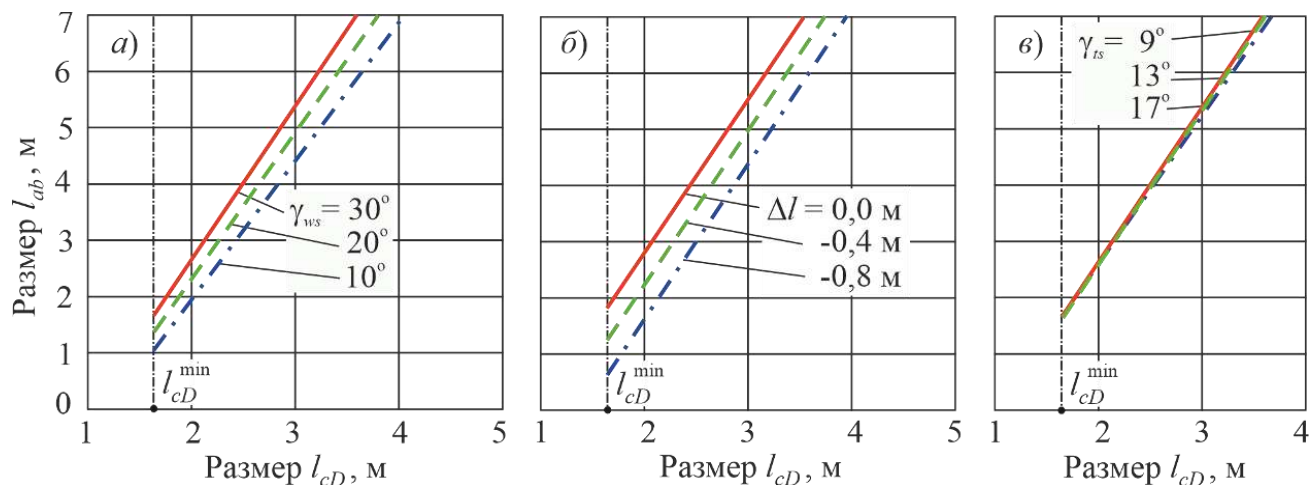 Размер l_ab, м
7
6
5
4
3
2
1
0
а)
γ_ws = 30°
20°
10°
l_cD^min
1 2 3 4 5
Размер l_cD, м
б)
Δl = 0,0 м
-0,4 м
-0,8 м
l_cD^min
1 2 3 4 5
Размер l_cD, м
в)
γ_ts = 9°
13°
17°
l_cD^min
1 2 3 4
Размер l_cD, м